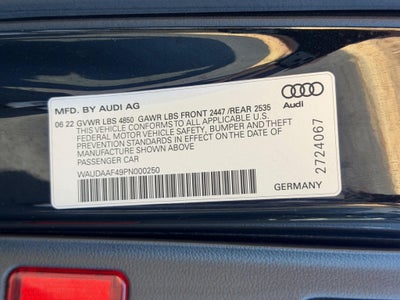 MFD. BY AUDI AG
06 22 GVWR LBS 4850 GAWR LBS FRONT 2447 /REAR 2535
THIS VEHICLE CONFORMS TO ALL APPLICABLE U.S.
FEDERAL MOTOR VEHICLE SAFETY, BUMPER AND THEFT
PREVENTION STANDARDS IN EFFECT ON THE DATE OF
MANUFACTURE SHOWN ABOVE.
PASSENGER CAR
WAUDAAF49PN000250
GERMANY
Audi
2724067